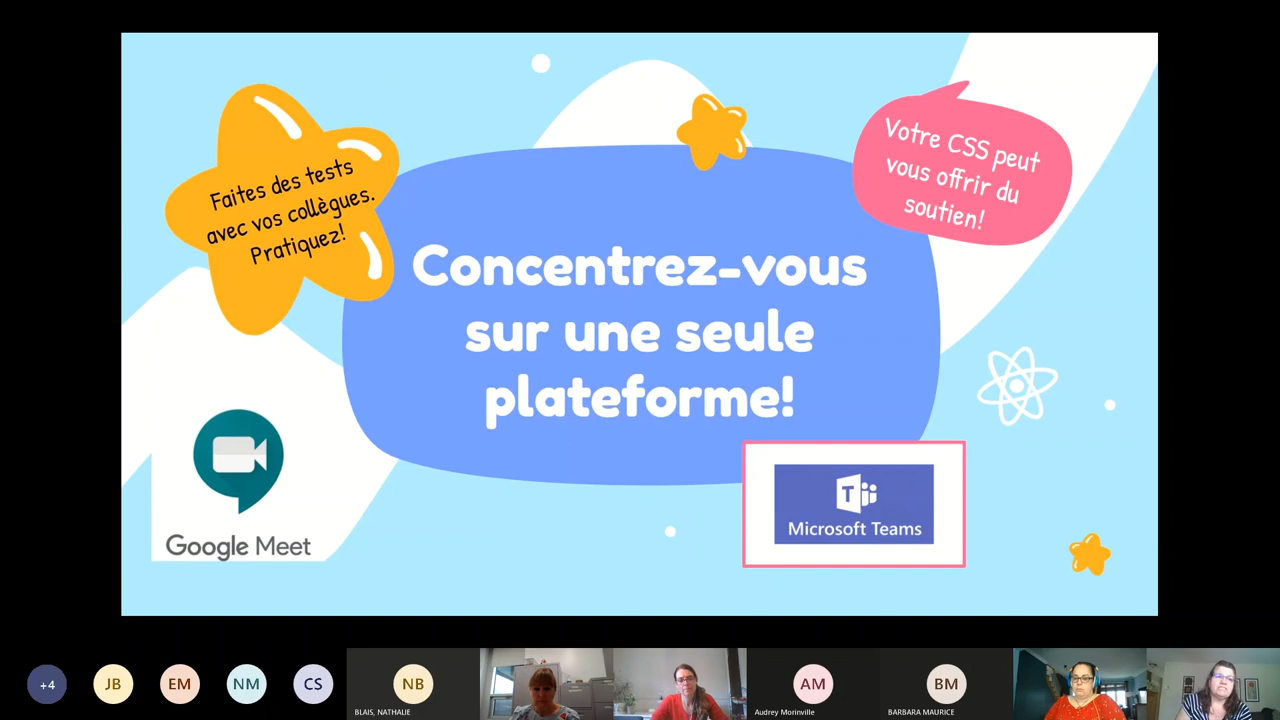 Faites des tests
avec vos collègues.
Pratiquez!
Votre CSS peut
vous offrir du
soutien!
Concentrez-vous
sur une seule
plateforme!
Google Meet
T
Microsoft Teams
+4
JB
EM
NM
CS
NB
BLAIS, NATHALIE
AM
Audrey Morinville
BM
BARBARA MAURICE